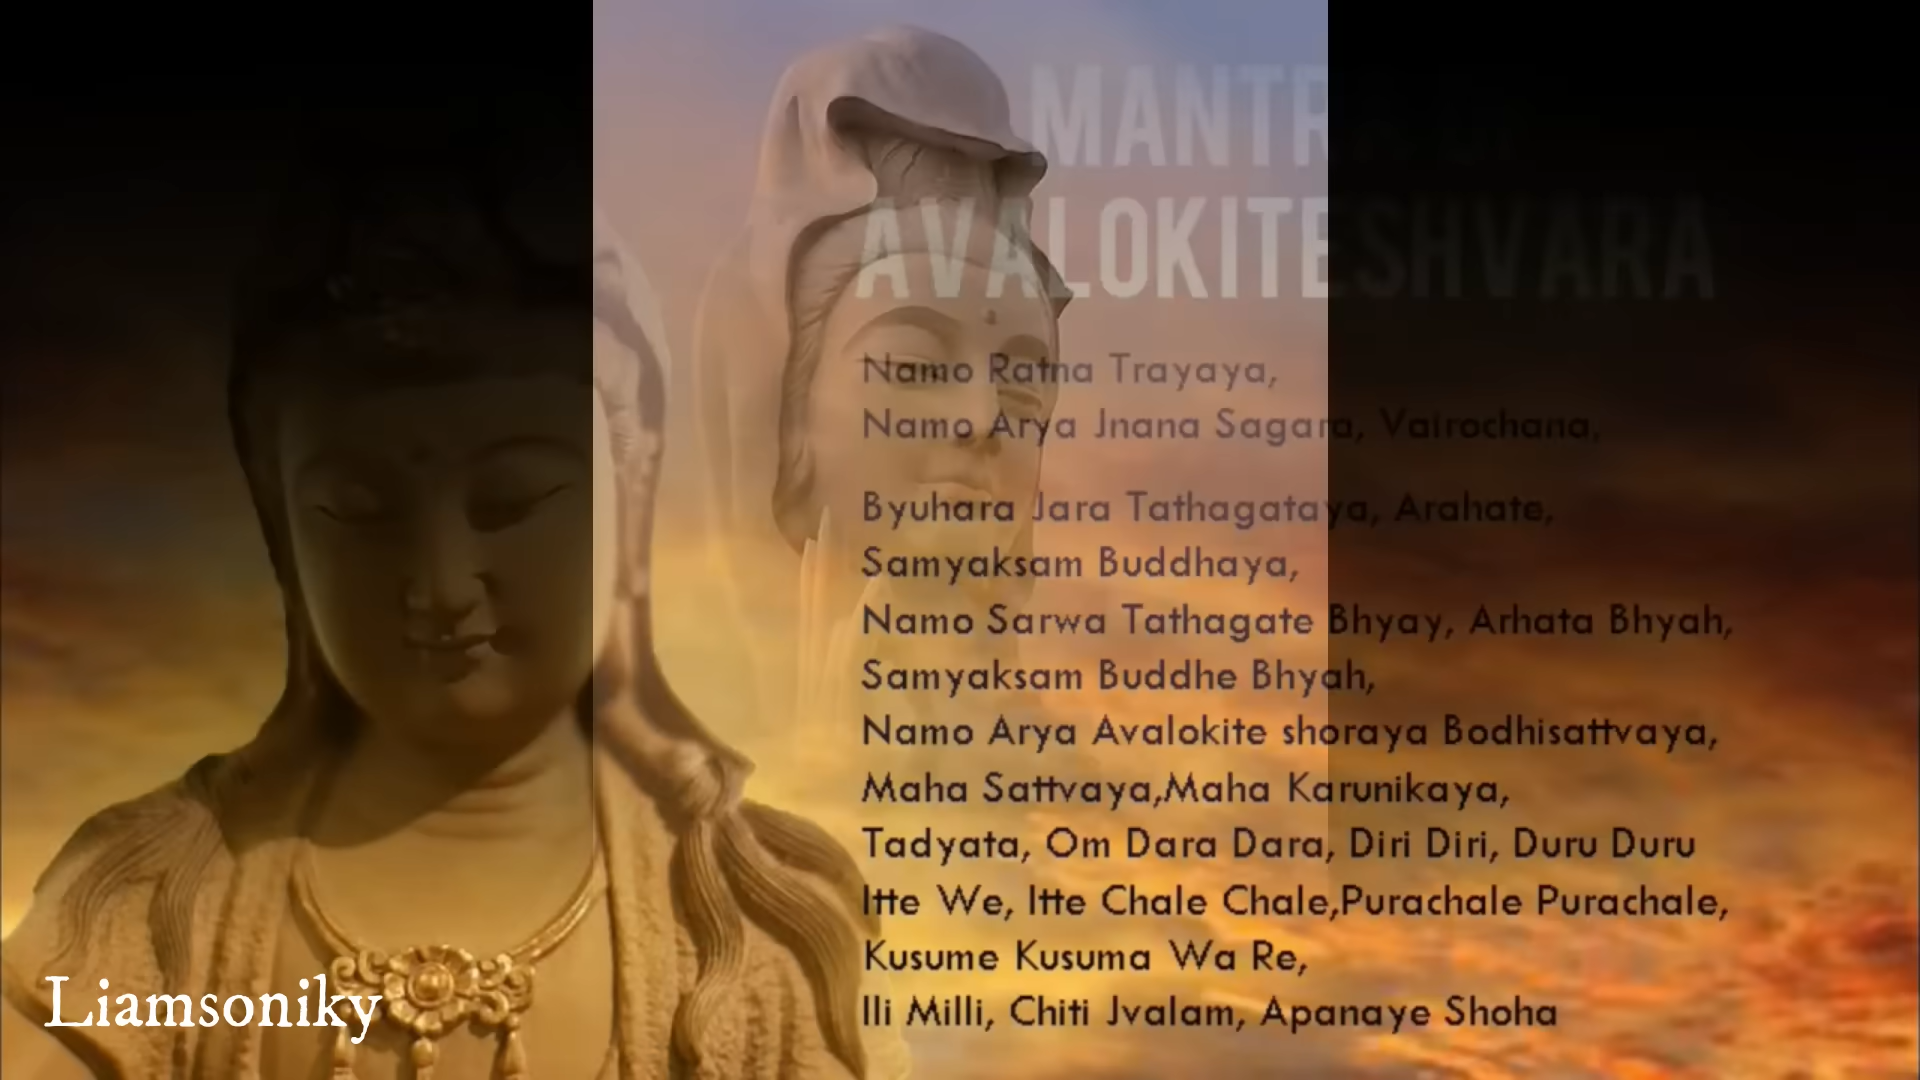 MANTRA DI
AVALOKITESHVARA
Namo Ratna Trayaya,
Namo Arya Jnana Sagara, Vairochana,
Byuhara Jara Tathagataya, Arahate,
Samyaksam Buddhaya,
Namo Sarwa Tathagate Bhyay, Arhata Bhyah,
Samyaksam Buddhe Bhyah,
Namo Arya Avalokite shoraya Bodhisattvaya,
Maha Sattvaya,Maha Karunikaya,
Tadyata, Om Dara Dara, Diri Diri, Duru Duru
Itte We, Itte Chale Chale,Purachale Purachale,
Kusume Kusuma Wa Re,
Ili Milli, Chiti Jvalam, Apanaye Shoha
Liamsoniky